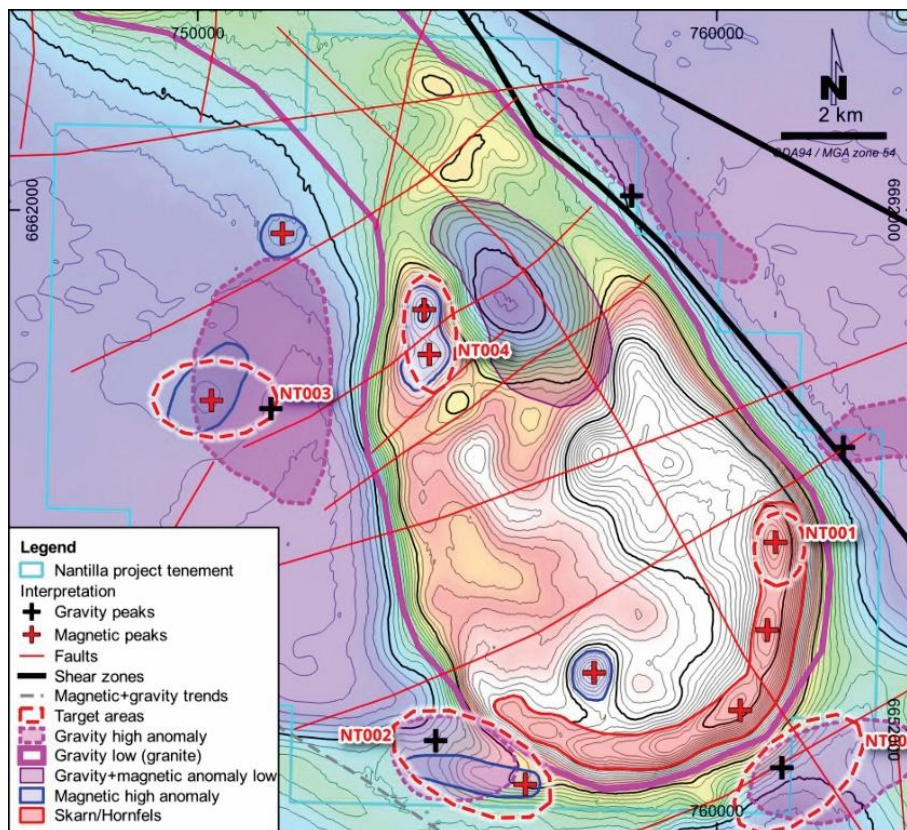 750000
760000
N
2 km
GDA94 / MGA zone 54
6662000
6662000
NT004
NT003
NT001
Legend
Nantilla project tenement
Interpretation
Gravity peaks
Magnetic peaks
Faults
Shear zones
Magnetic+gravity trends
Target areas
Gravity high anomaly
Gravity low (granite)
Gravity+magnetic anomaly low
Magnetic high anomaly
Skarn/Hornfels
NT002
NT0
6652000
760000